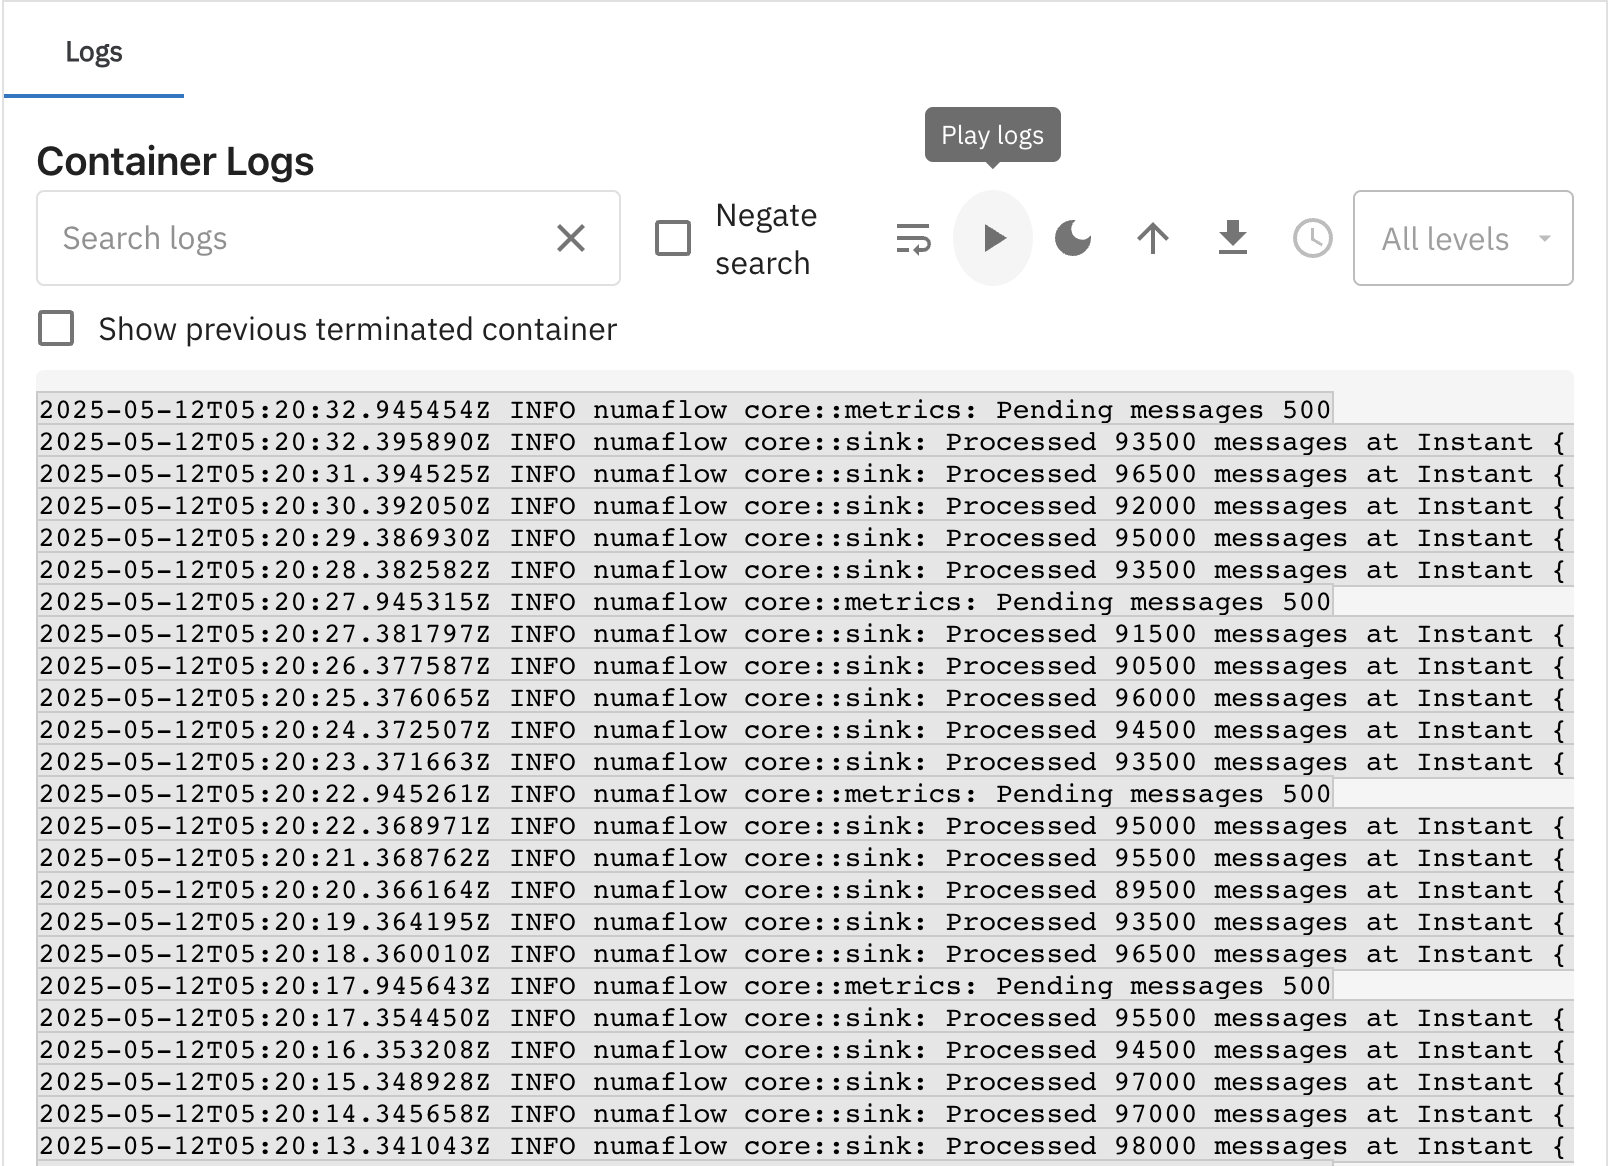 Logs
Play logs
Container Logs
Search logs
Negate
search
All levels
Show previous terminated container
2025-05-12T05:20:32.945454Z INFO numaflow core::metrics: Pending messages 500
2025-05-12T05:20:32.395890Z INFO numaflow core::sink: Processed 93500 messages at Instant {
2025-05-12T05:20:31.394525Z INFO numaflow core::sink: Processed 96500 messages at Instant {
2025-05-12T05:20:30.392050Z INFO numaflow core::sink: Processed 92000 messages at Instant {
2025-05-12T05:20:29.386930Z INFO numaflow core::sink: Processed 95000 messages at Instant {
2025-05-12T05:20:28.382582Z INFO numaflow core::sink: Processed 93500 messages at Instant {
2025-05-12T05:20:27.945315Z INFO numaflow core::metrics: Pending messages 500
2025-05-12T05:20:27.381797Z INFO numaflow core::sink: Processed 91500 messages at Instant {
2025-05-12T05:20:26.377587Z INFO numaflow core::sink: Processed 90500 messages at Instant {
2025-05-12T05:20:25.376065Z INFO numaflow core::sink: Processed 96000 messages at Instant {
2025-05-12T05:20:24.372507Z INFO numaflow core::sink: Processed 94500 messages at Instant {
2025-05-12T05:20:23.371663Z INFO numaflow core::sink: Processed 93500 messages at Instant {
2025-05-12T05:20:22.945261Z INFO numaflow core::metrics: Pending messages 500
2025-05-12T05:20:22.368971Z INFO numaflow core::sink: Processed 95000 messages at Instant {
2025-05-12T05:20:21.368762Z INFO numaflow core::sink: Processed 95500 messages at Instant {
2025-05-12T05:20:20.366164Z INFO numaflow core::sink: Processed 89500 messages at Instant {
2025-05-12T05:20:19.364195Z INFO numaflow core::sink: Processed 93500 messages at Instant {
2025-05-12T05:20:18.360010Z INFO numaflow core::sink: Processed 96500 messages at Instant {
2025-05-12T05:20:17.945643Z INFO numaflow core::metrics: Pending messages 500
2025-05-12T05:20:17.354450Z INFO numaflow core::sink: Processed 95500 messages at Instant {
2025-05-12T05:20:16.353208Z INFO numaflow core::sink: Processed 94500 messages at Instant {
2025-05-12T05:20:15.348928Z INFO numaflow core::sink: Processed 97000 messages at Instant {
2025-05-12T05:20:14.345658Z INFO numaflow core::sink: Processed 97000 messages at Instant {
2025-05-12T05:20:13.341043Z INFO numaflow core::sink: Processed 98000 messages at Instant {